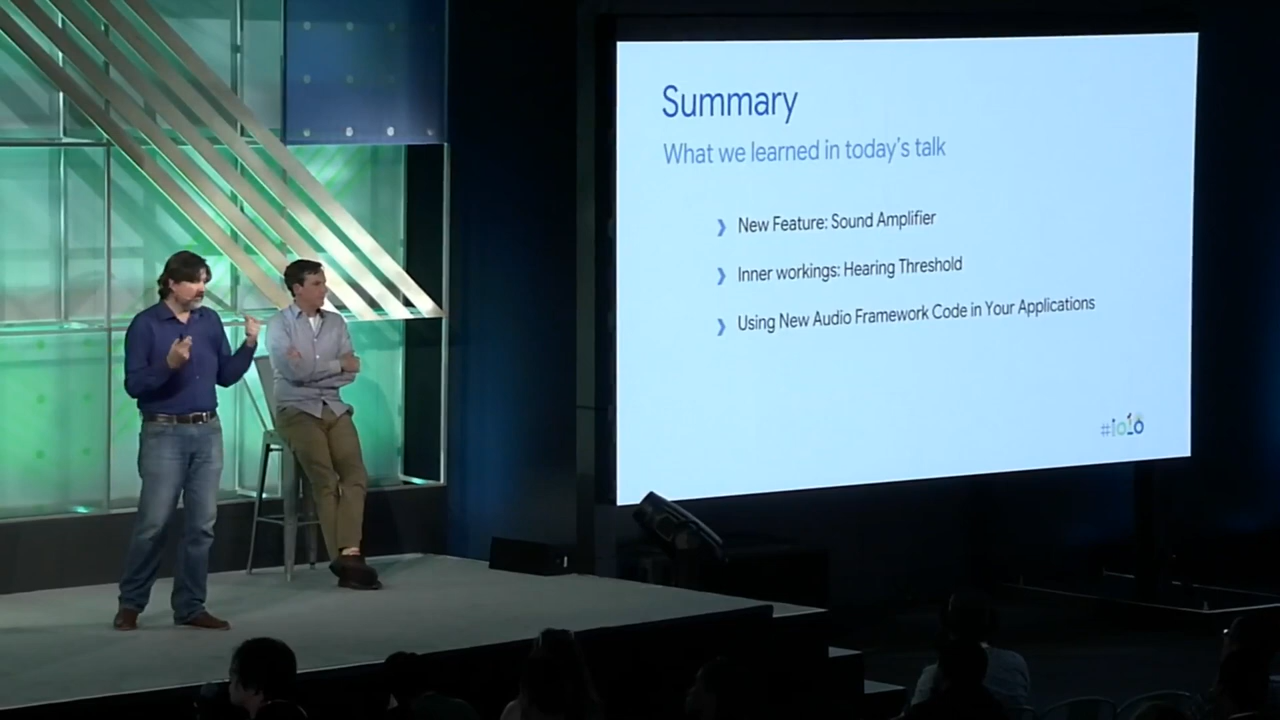 Summary
What we learned in today's talk
❯ New Feature: Sound Amplifier
❯ Inner workings: Hearing Threshold
❯ Using New Audio Framework Code in Your Applications
#io18